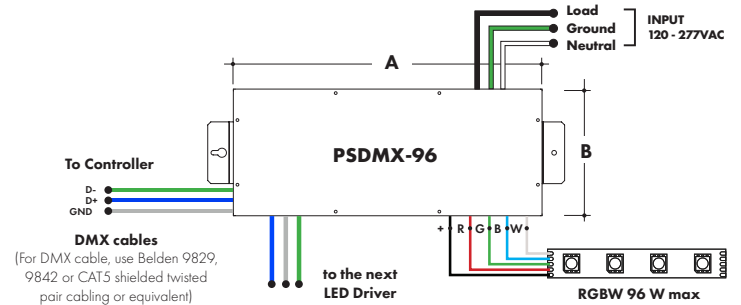 Load
Ground
Neutral
INPUT
120 - 277VAC
A
PSDMX-96
B
To Controller
D-
D+
GND
DMX cables
(For DMX cable, use Belden 9829,
9842 or CAT5 shielded twisted
pair cabling or equivalent)
to the next
LED Driver
+ R G B W
RGBW 96 W max